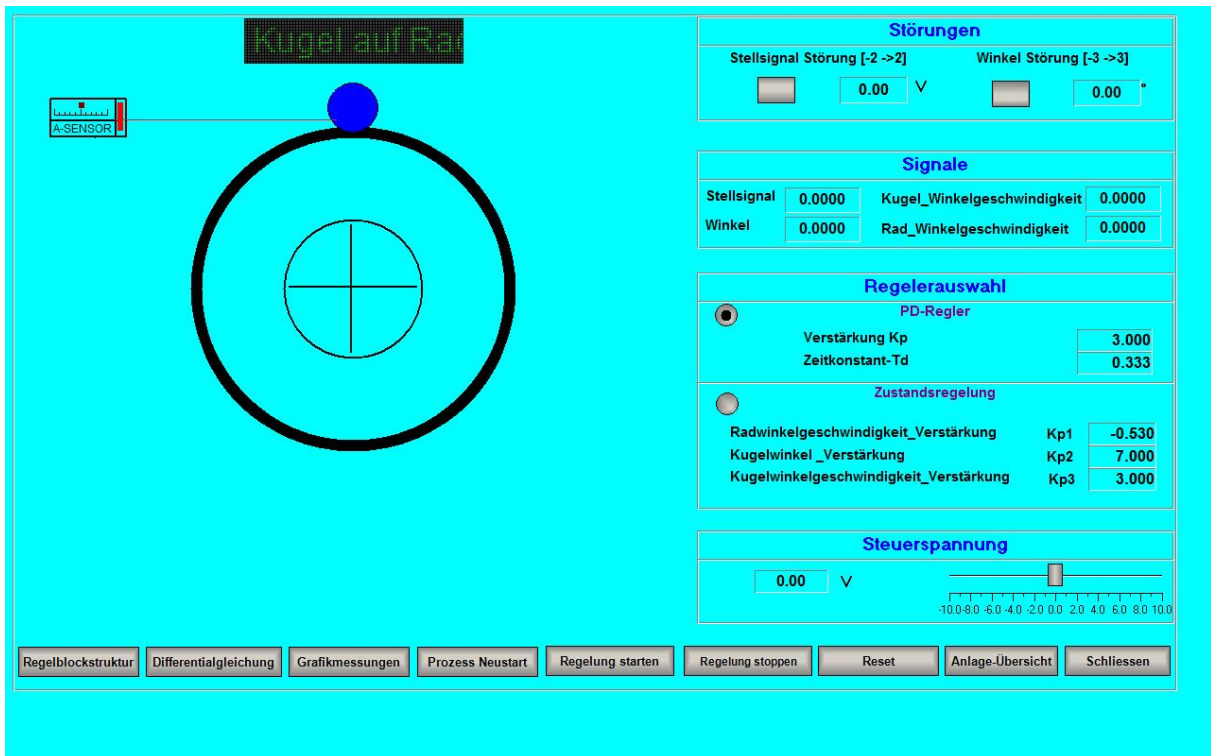 Kugel auf Rad
A-SENSOR
Störungen
Stellsignal Störung [-2 ->2]
Winkel Störung [-3 ->3]
0.00 V
0.00 °
Signale
Stellsignal 0.0000 Kugel_Winkelgeschwindigkeit 0.0000
Winkel 0.0000 Rad_Winkelgeschwindigkeit 0.0000
Regelerauswahl
PD-Regler
Verstärkung Kp 3.000
Zeitkonstant-Td 0.333
Zustandsregelung
Radwinkelgeschwindigkeit_Verstärkung Kp1 -0.530
Kugelwinkel _Verstärkung Kp2 7.000
Kugelwinkelgeschwindigkeit_Verstärkung Kp3 3.000
Steuerspannung
0.00 V
-10.0 -8.0 -6.0 -4.0 -2.0 0.0 2.0 4.0 6.0 8.0 10.0
Regelblockstruktur
Differentialgleichung
Grafikmessungen
Prozess Neustart
Regelung starten
Regelung stoppen
Reset
Anlage-Übersicht
Schliessen